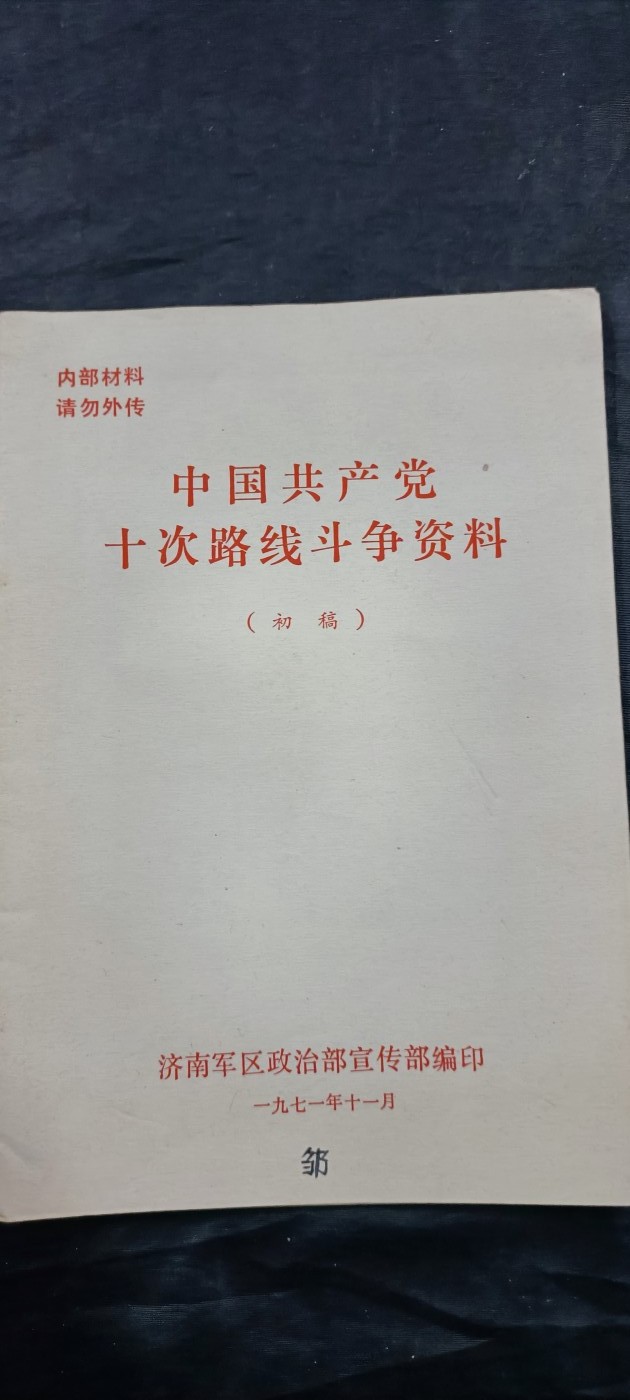 内部材料
请勿外传
中国共产党
十次路线斗争资料
（初稿）
济南军区政治部宣传部编印
一九七一年十一月
邹